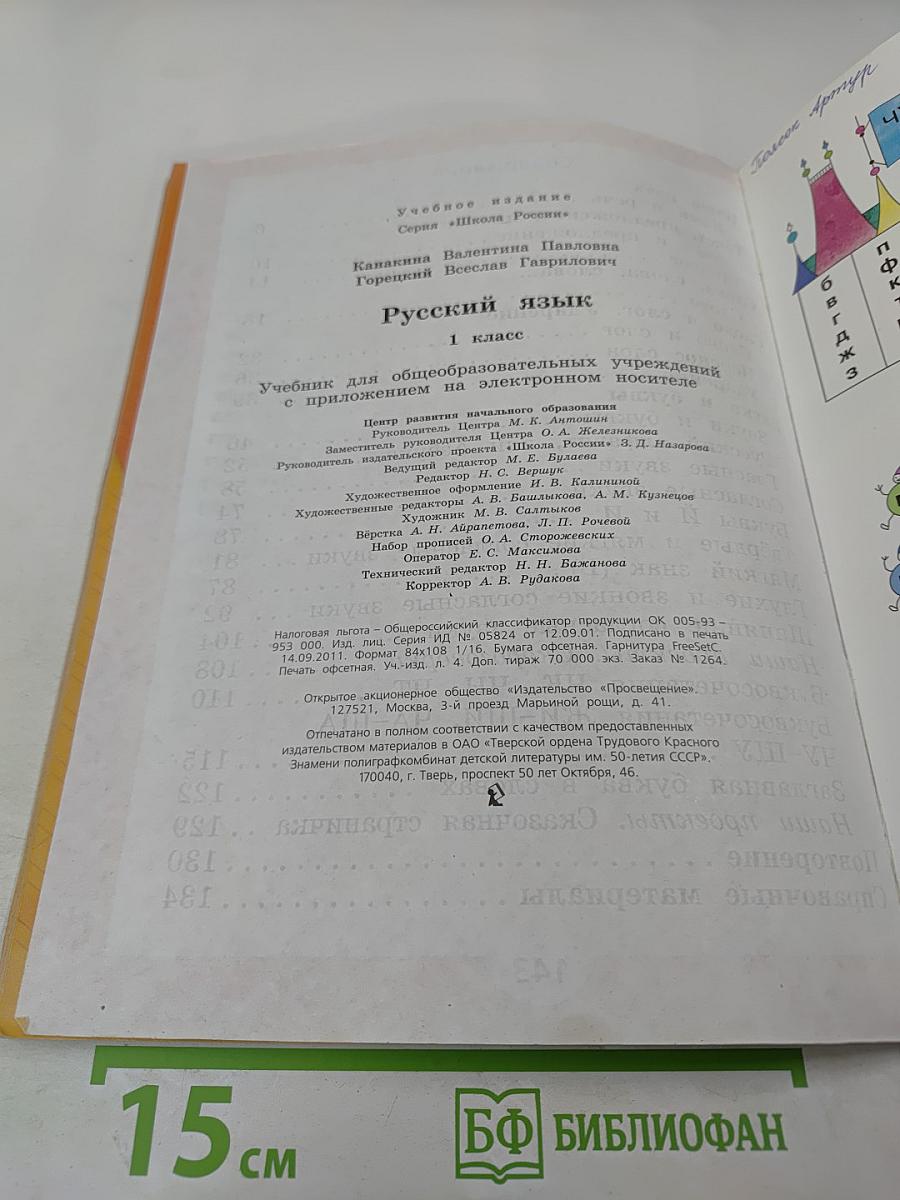 Учебное издание
Серия «Школа России»
Канакина Валентина Павловна
Горецкий Всеслав Гаврилович
Русский язык
1 класс
Учебник для общеобразовательных учреждений
с приложением на электронном носителе
Центр развития начального образования
Руководитель Центра М. К. Антошин
Заместитель руководителя Центра О. А. Железникова
Руководитель издательского проекта «Школа России» З. Д. Назарова
Ведущий редактор М. Е. Булаева
Редактор Н. С. Вершук
Художественное оформление И. В. Калининой
Художественные редакторы А. В. Башлыкова, А. М. Кузнецов
Художник М. В. Салтыков
Вёрстка А. Н. Айрапетова, Л. П. Рочевой
Набор прописей О. А. Сторожевских
Оператор Е. С. Максимова
Технический редактор Н. Н. Бажанова
Корректор А. В. Рудакова
Налоговая льгота – Общероссийский классификатор продукции ОК 005-93 –
953 000. Изд. лиц. Серия ИД № 05824 от 12.09.01. Подписано в печать
14.09.2011. Формат 84х108 1/16. Бумага офсетная. Гарнитура FreeSetC.
Печать офсетная. Уч.-изд. л. 4. Доп. тираж 70 000 экз. Заказ № 1264.
Открытое акционерное общество «Издательство «Просвещение».
127521, Москва, 3-й проезд Марьиной рощи, д. 41.
Отпечатано в полном соответствии с качеством предоставленных
издательством материалов в ОАО «Тверской ордена Трудового Красного
Знамени полиграфкомбинат детской литературы им. 50-летия СССР».
170040, г. Тверь, проспект 50 лет Октября, 46.
Артур
б
в
г
д
ж
з
п
ф
к
15 см
БФ БИБЛИОФАН